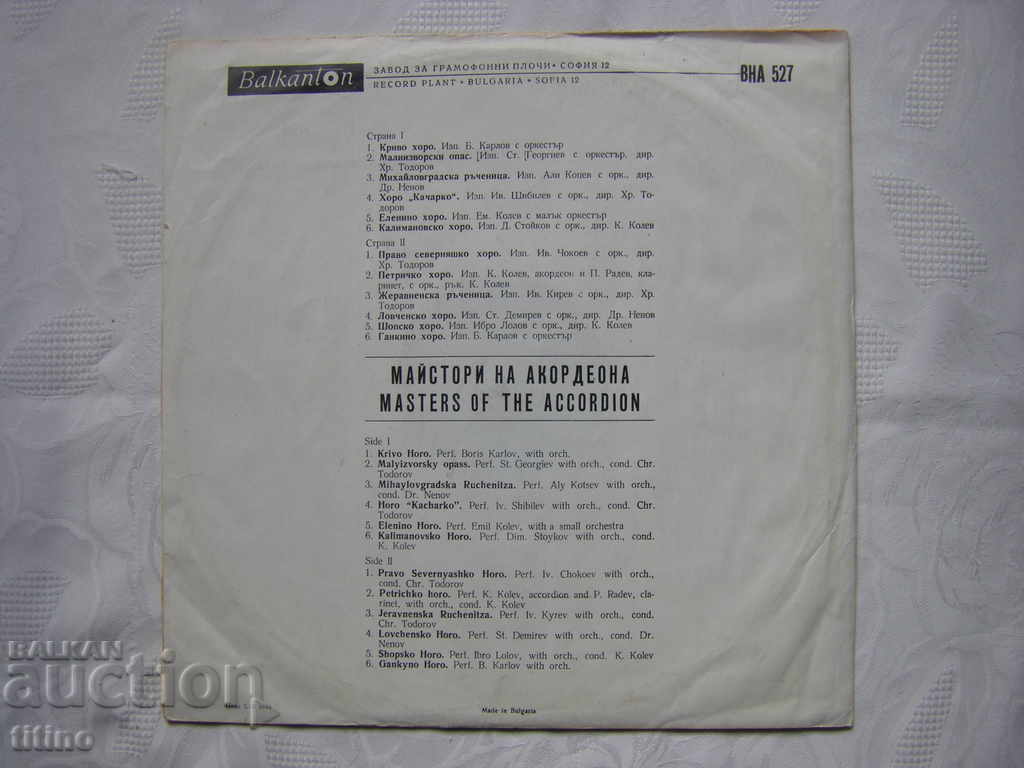 Balkanton
ЗАВОД ЗА ГРАМОФОННИ ПЛОЧИ • СОФИЯ 12
RECORD PLANT • BULGARIA • SOFIA 12
ВНА 527
Страна I
1. Криво хоро. Изп. Б. Карлов с оркестър
2. Малиизворски опас. [Изп. Ст. [Георгиев с оркестър, дир.
Хр. Тодоров
3. Михайловградска ръченица. Изп. Али Коцев с орк., дир.
Др. Ненов
4. Хоро „Качарко“. Изп. Ив. Шибилев с орк., дир. Хр. То-
доров
5. Еленино хоро. Изп. Ем. Колев с малък оркестър
6. Калимановско хоро. Изп. Д. Стойков с орк., дир. К. Колев
Страна II
1. Право северняшко хоро. Изп. Ив. Чокоев с орк., дир.
Хр. Тодоров
2. Петричко хоро. Изп. К. Колев, акордеон и П. Радев, кла-
ринет, с орк., рък. К. Колев
3. Жеравненска ръченица. Изп. Ив. Кирев с орк., дир. Хр.
Тодоров
4. Ловченско хоро. Изп. Ст. Демирев с орк., дир. Др. Ненов
5. Шопско хоро. Изп. Ибро Лолов с орк., дир. К. Колев
6. Ганкино хоро. Изп. Б. Карлов с оркестър
МАЙСТОРИ НА АКОРДЕОНА
MASTERS OF THE ACCORDION
Side I
1. Krivo Horo. Perf. Boris Karlov, with orch.
2. Malyizvorsky opass. Perf. St. Georgiev with orch., cond. Chr.
Todorov
3. Mihaylovgradska Ruchenitza. Perf. Aly Kotsev with orch.,
cond. Dr. Nenov
4. Horo “Kacharko”. Perf. Iv. Shibilev with orch., cond. Chr.
Todorov
5. Elenino Horo. Perf. Emil Kolev, with a small orchestra
6. Kalimanovsko Horo. Perf. Dim. Stoykov with orch., cond.
K. Kolev
Side II
1. Pravo Severnyashko Horo. Perf. Iv. Chokoev with orch.,
cond. Chr. Todorov
2. Petrichko horo. Perf. K. Kolev, accordion and P. Radev, cla-
rinet, with orch., cond. K. Kolev
3. Jeravnenska Ruchenitza. Perf. Iv. Kyrev with orch., cond.
Chr. Todorov
4. Lovchensko Horo. Perf. St. Demirev with orch., cond. Dr.
Nenov
5. Shopsko Horo. Perf. Ibro Lolov, with orch., cond. K. Kolev
6. Gankyno Horo. Perf. B. Karlov with orch.
Made in Bulgaria
BALKAN
auction
titino